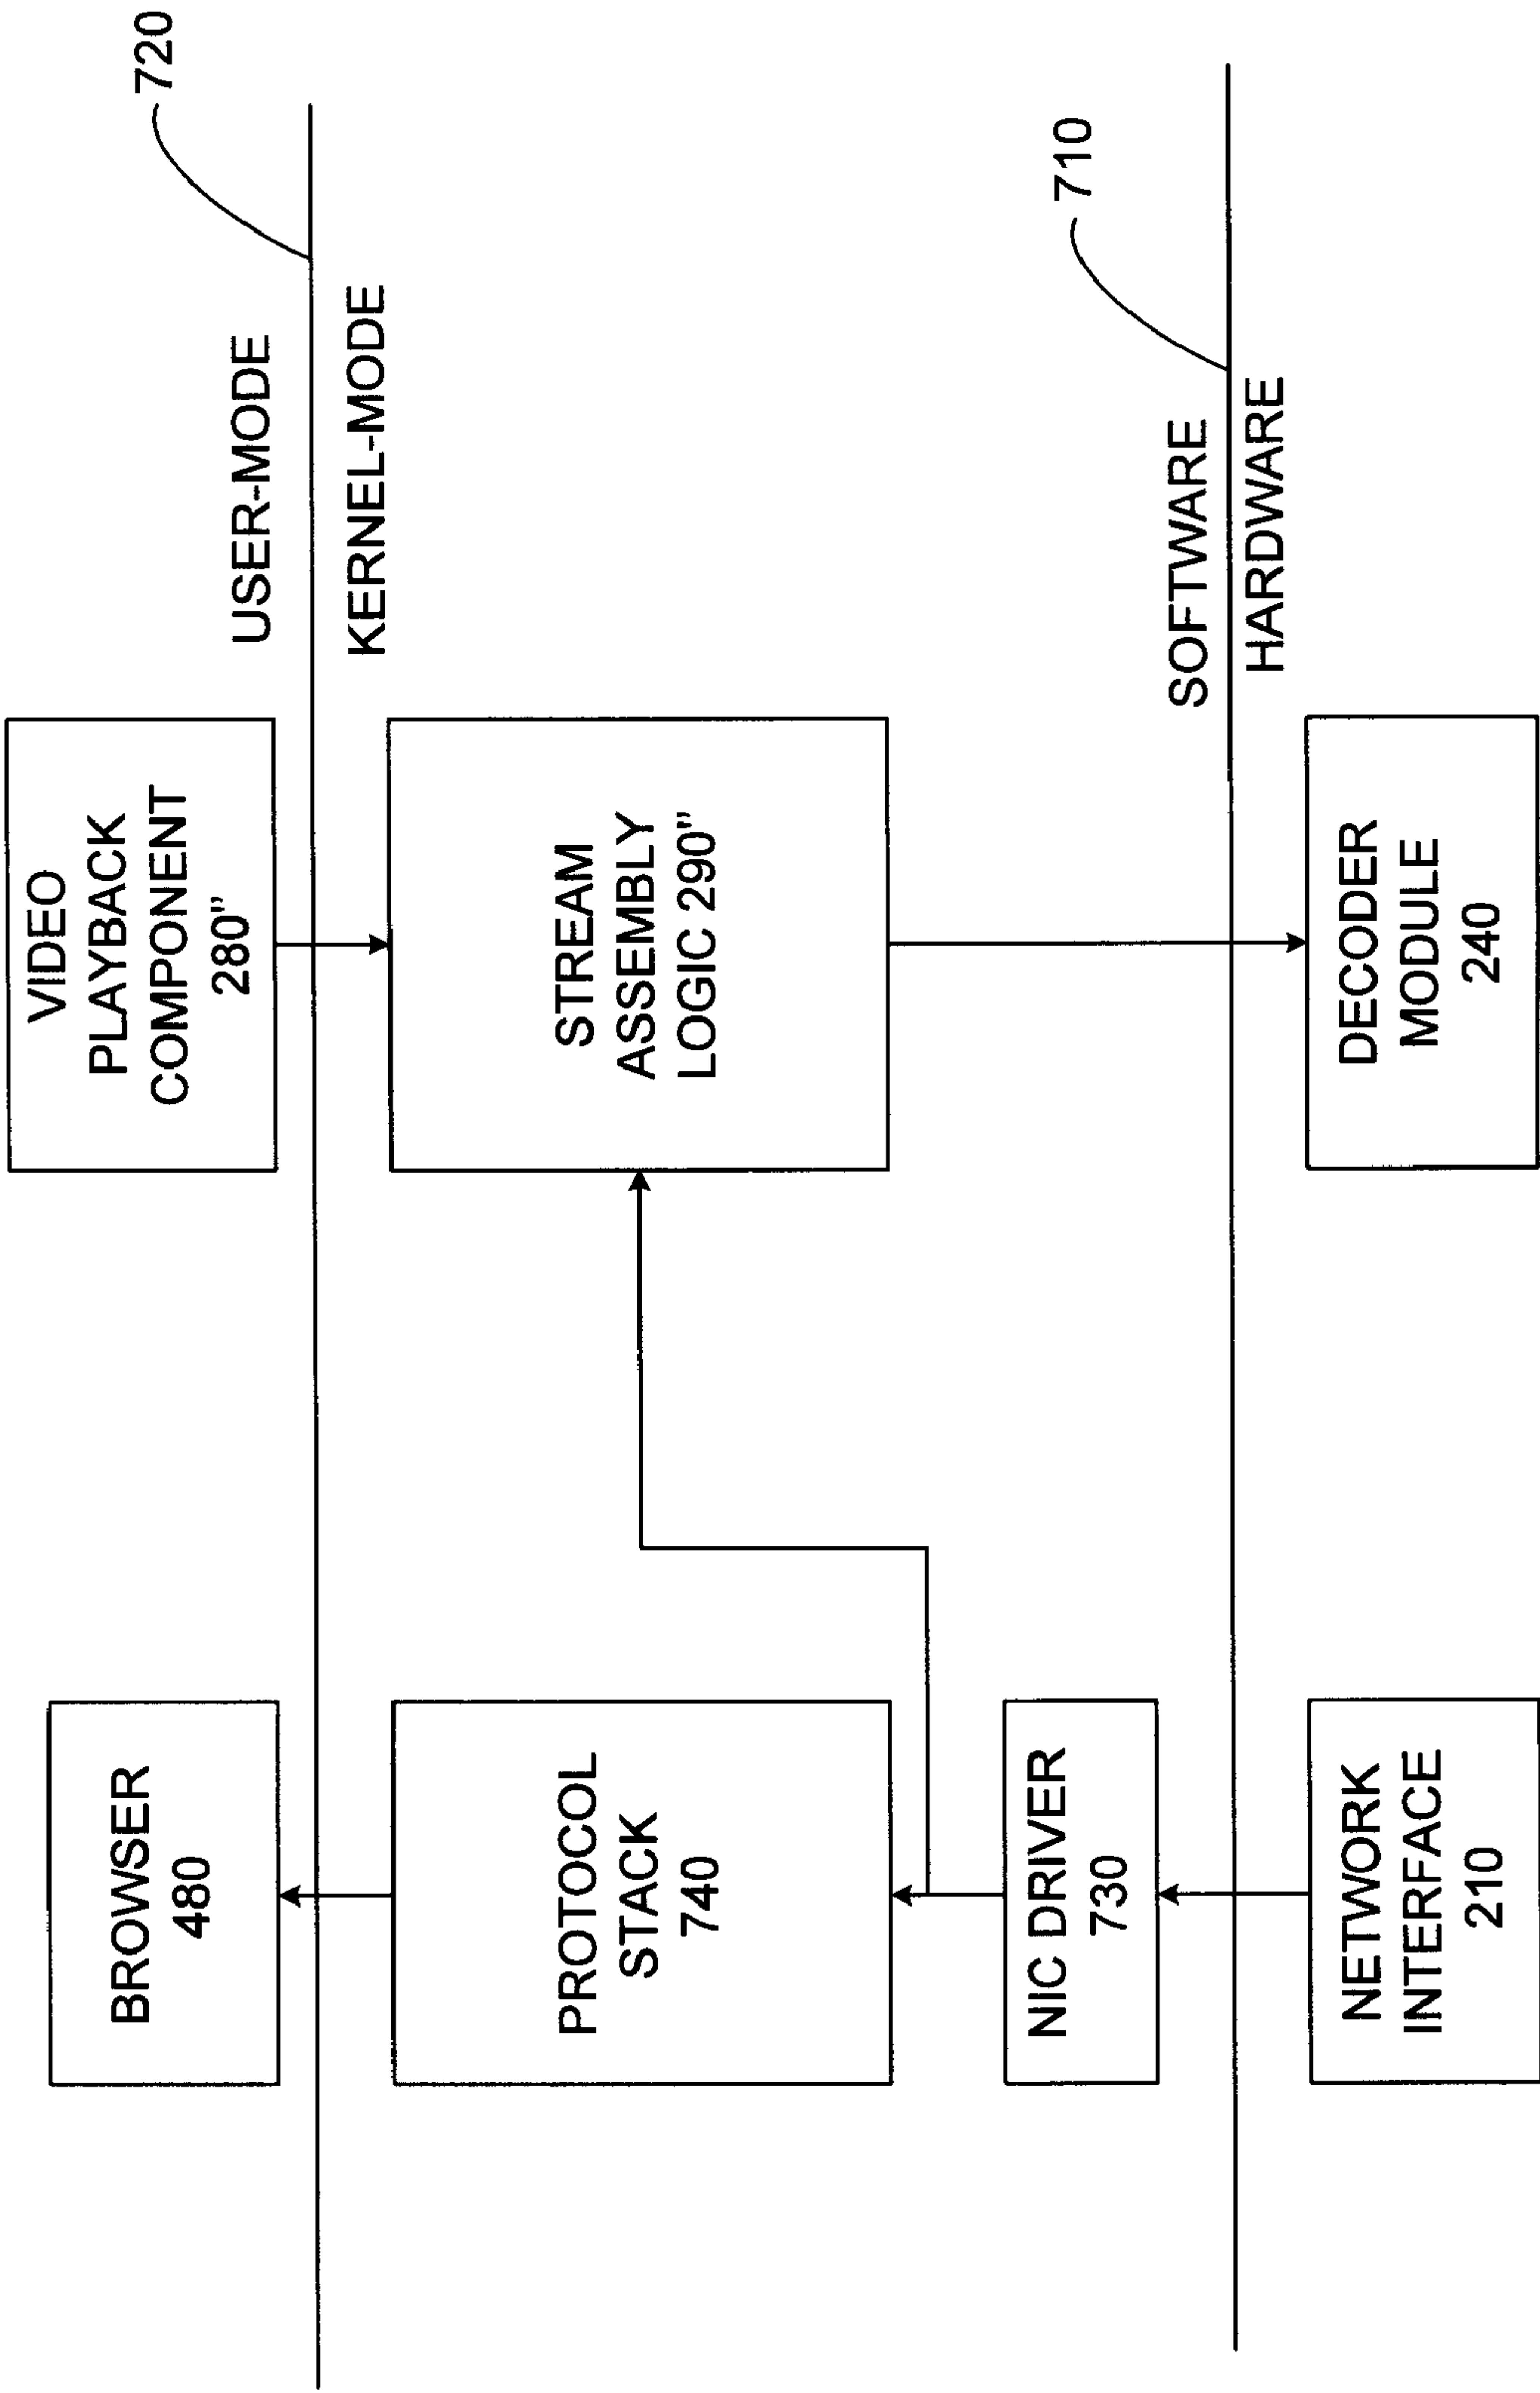 BROWSER
480
VIDEO
PLAYBACK
COMPONENT
280"
720
USER-MODE
KERNEL-MODE
PROTOCOL
STACK
740
STREAM
ASSEMBLY
LOGIC 290"
NIC DRIVER
730
710
SOFTWARE
HARDWARE
NETWORK
INTERFACE
210
DECODER
MODULE
240